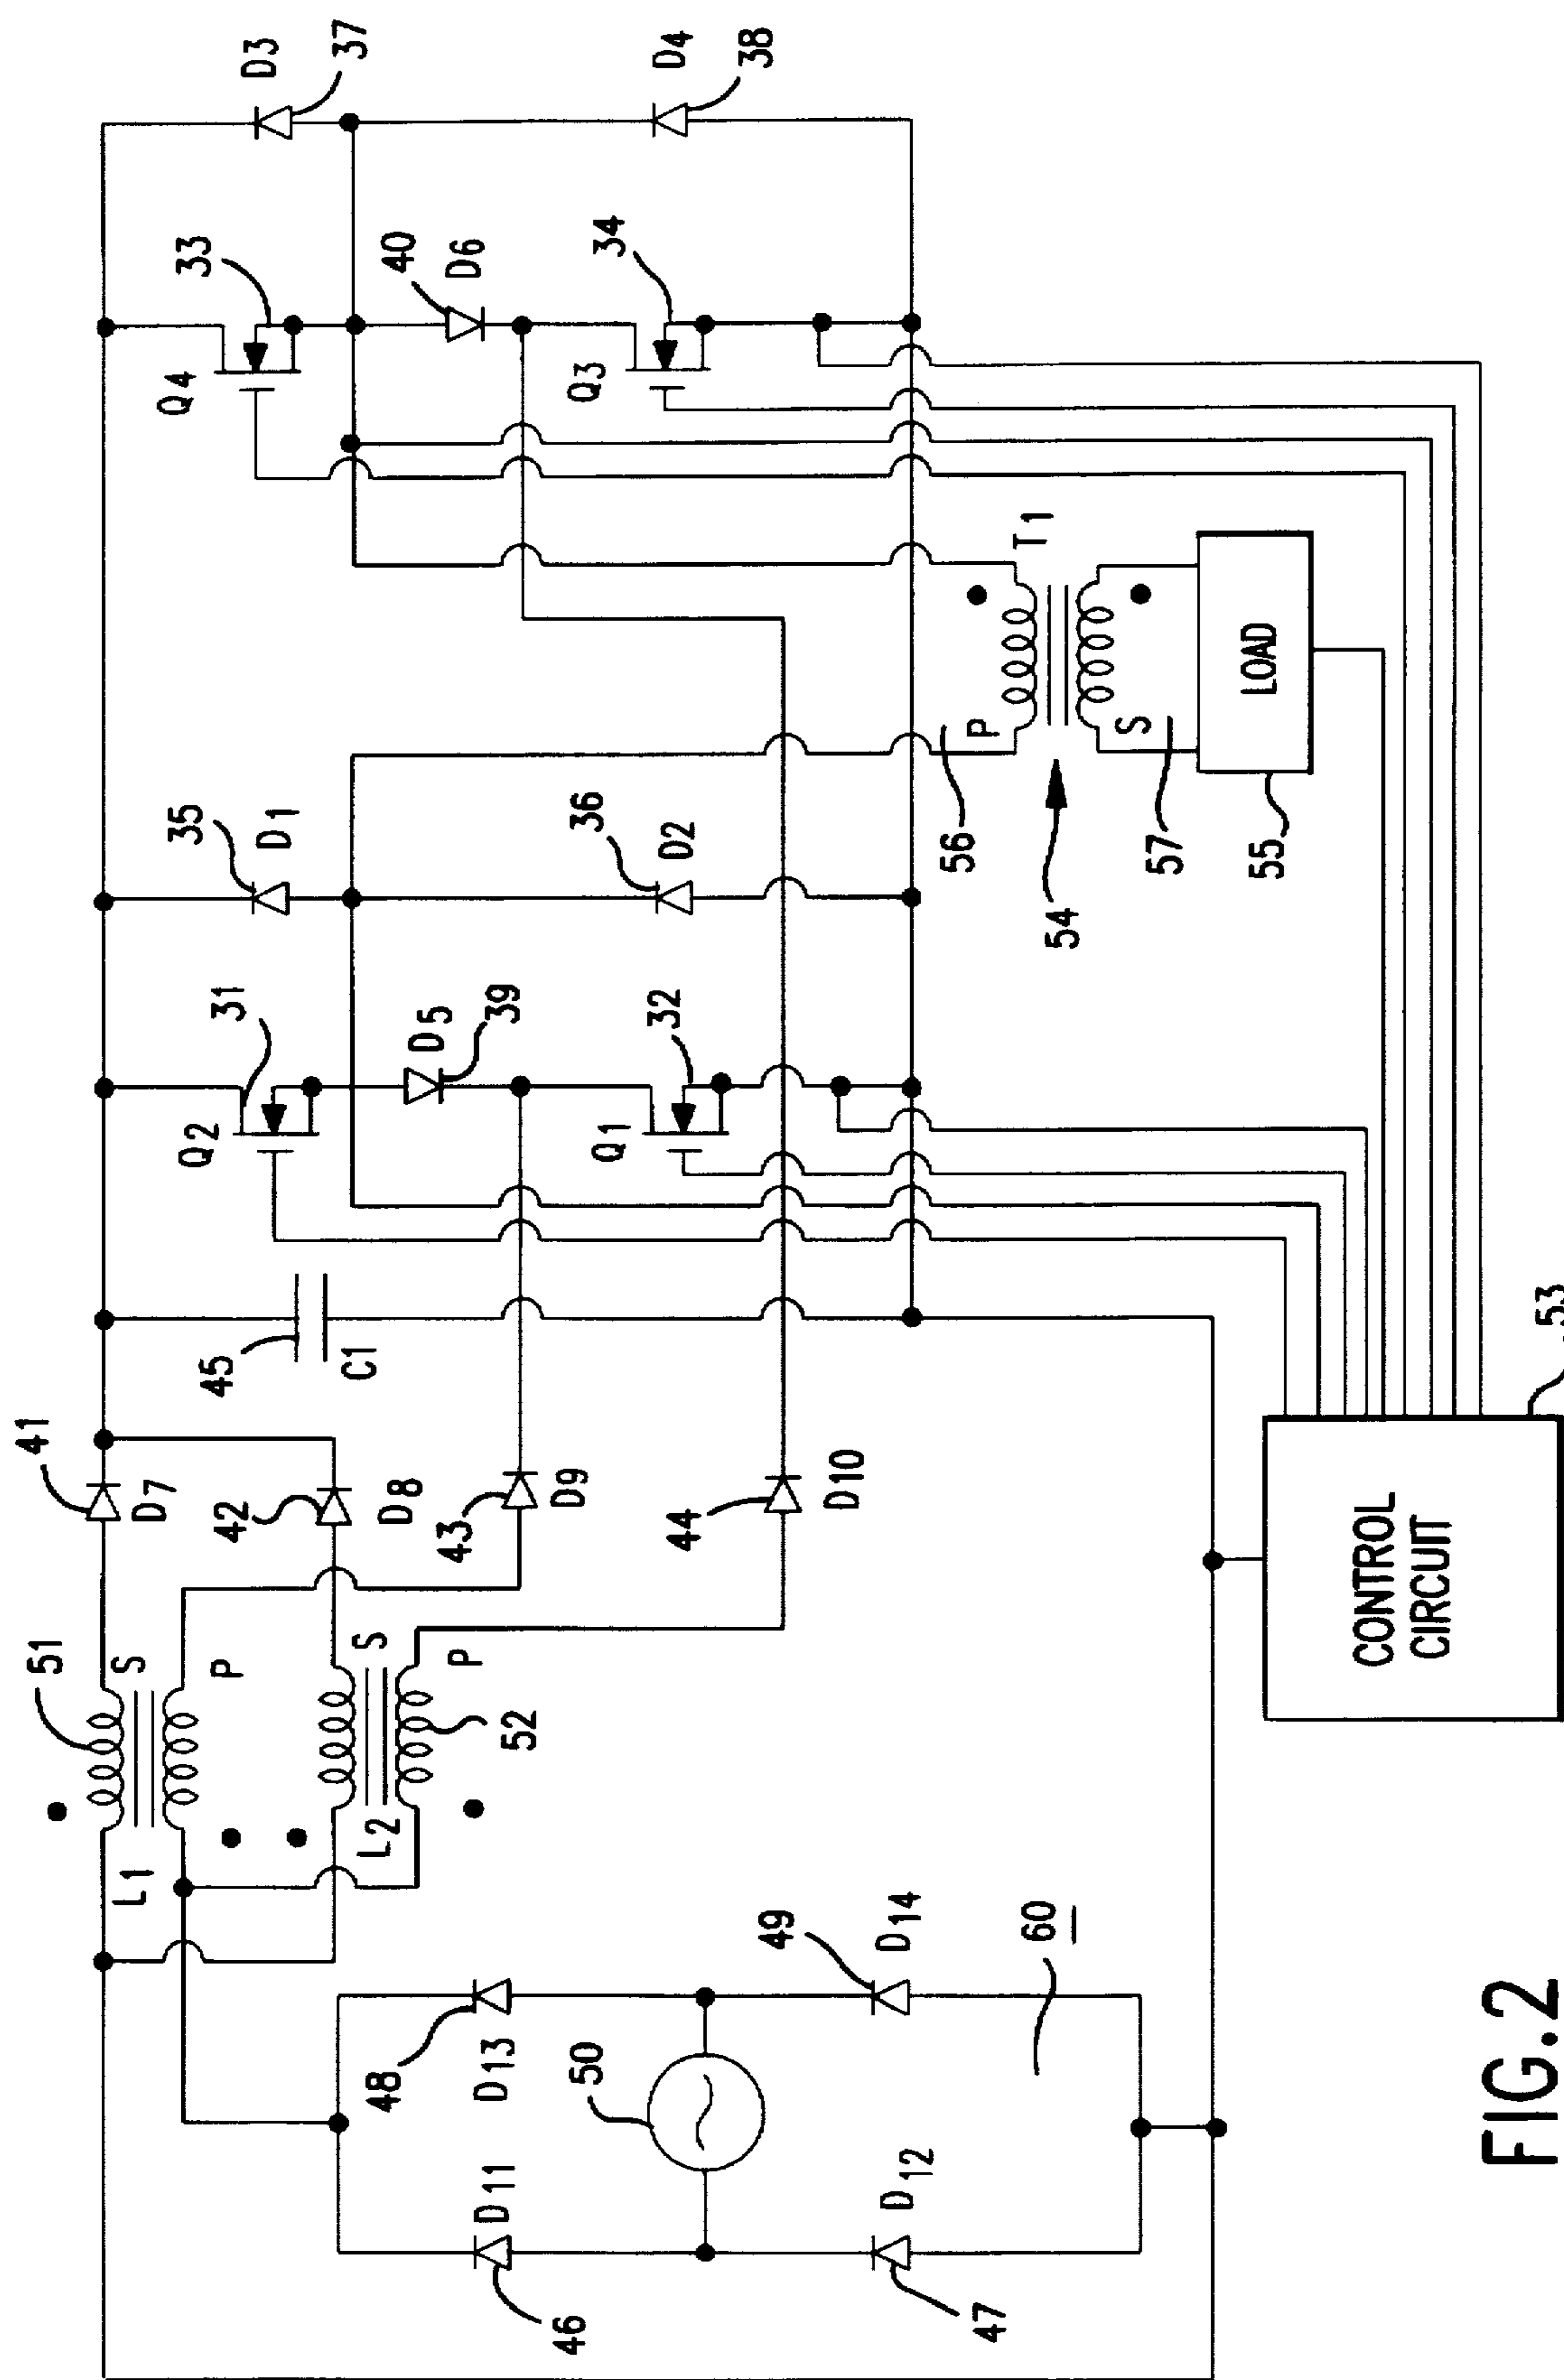 37
D3
D4
38
33
Q4
40
D6
34
Q3
T1
P
S
LOAD
56
54
57
55
35
D1
36
D2
31
Q2
D5
39
32
Q1
45
C1
53
CONTROL
CIRCUIT
41
D7
42
D8
43
D9
44
D10
51
S
P
L1
S
P
52
L2
48
D13
49
D14
60
50
D11
46
D12
47
FIG.2